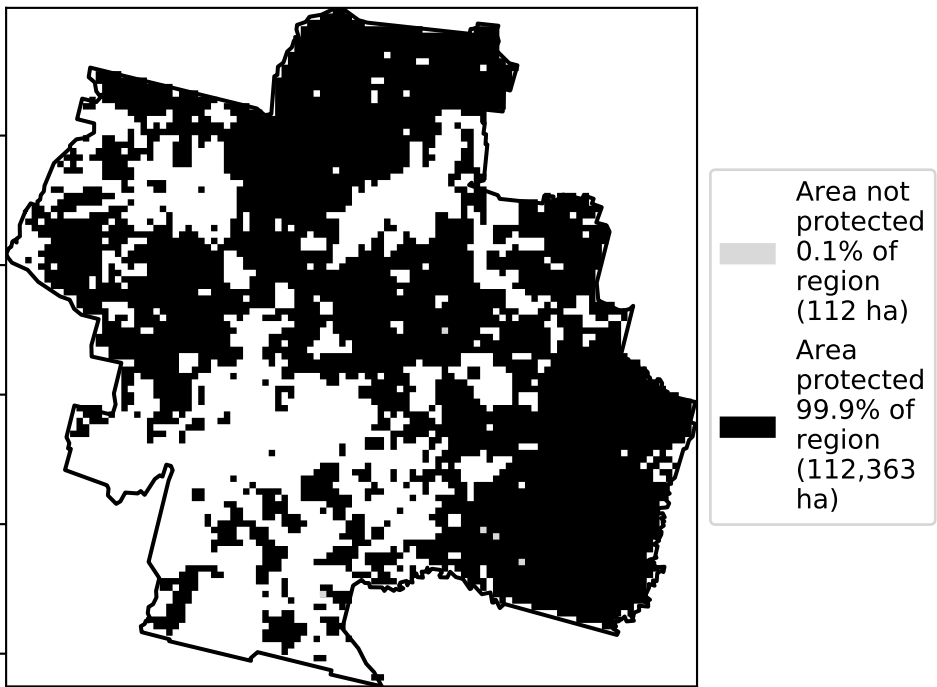 Area not
protected
0.1% of
region
(112 ha)
Area
protected
99.9% of
region
(112,363
ha)